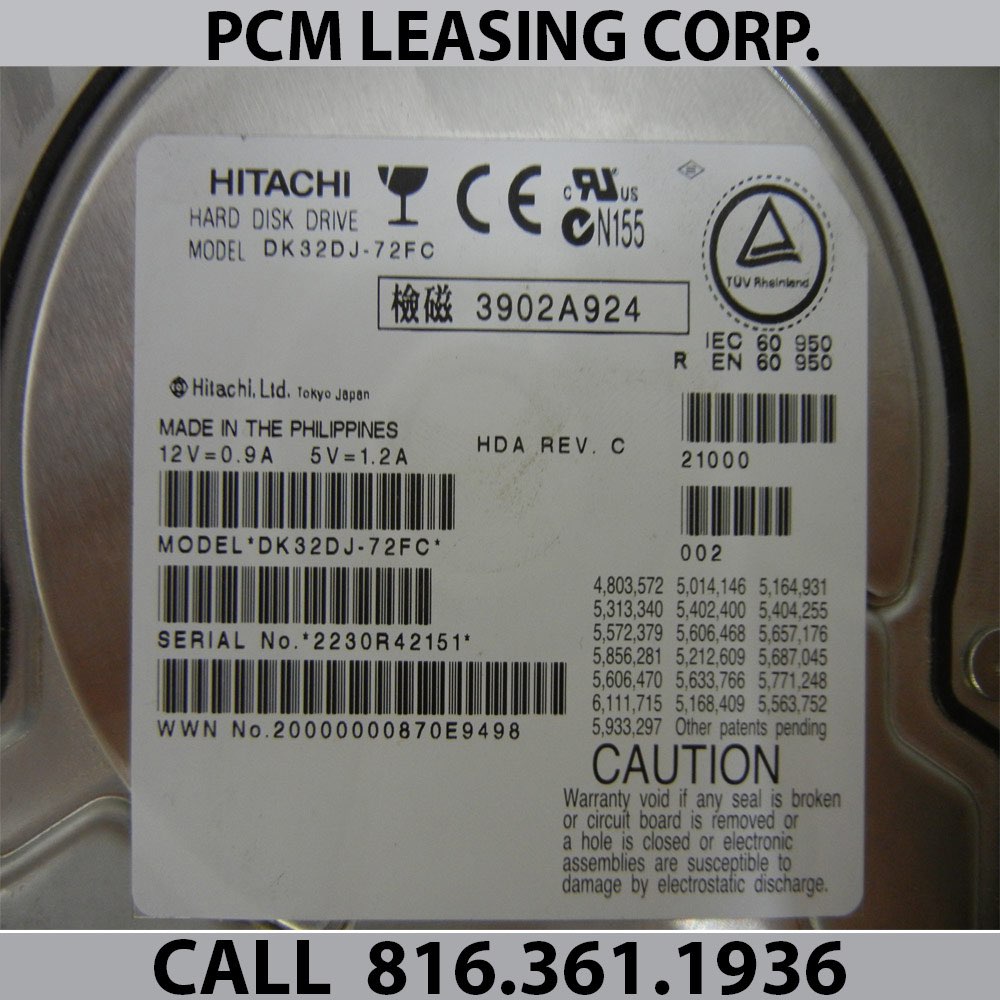 PCM LEASING CORP.
HITACHI
HARD DISK DRIVE
MODEL DK32DJ-72FC
CE
c RU US
N155
TÜV Rheinland
檢磁 3902A924
IEC 60 950
R EN 60 950
Hitachi, Ltd. Tokyo Japan
MADE IN THE PHILIPPINES
12V=0.9A 5V=1.2A
HDA REV. C
21000
MODEL*DK32DJ-72FC*
002
SERIAL No.*2230R42151*
WWN No.20000000870E9498
4,803,572 5,014,146 5,164,931
5,313,340 5,402,400 5,404,255
5,572,379 5,606,468 5,657,176
5,856,281 5,212,609 5,687,045
5,606,470 5,633,766 5,771,248
6,111,715 5,168,409 5,563,752
5,933,297 Other patents pending
CAUTION
Warranty void if any seal is broken
or circuit board is removed or
a hole is closed or electronic
assemblies are susceptible to
damage by electrostatic discharge.
CALL 816.361.1936